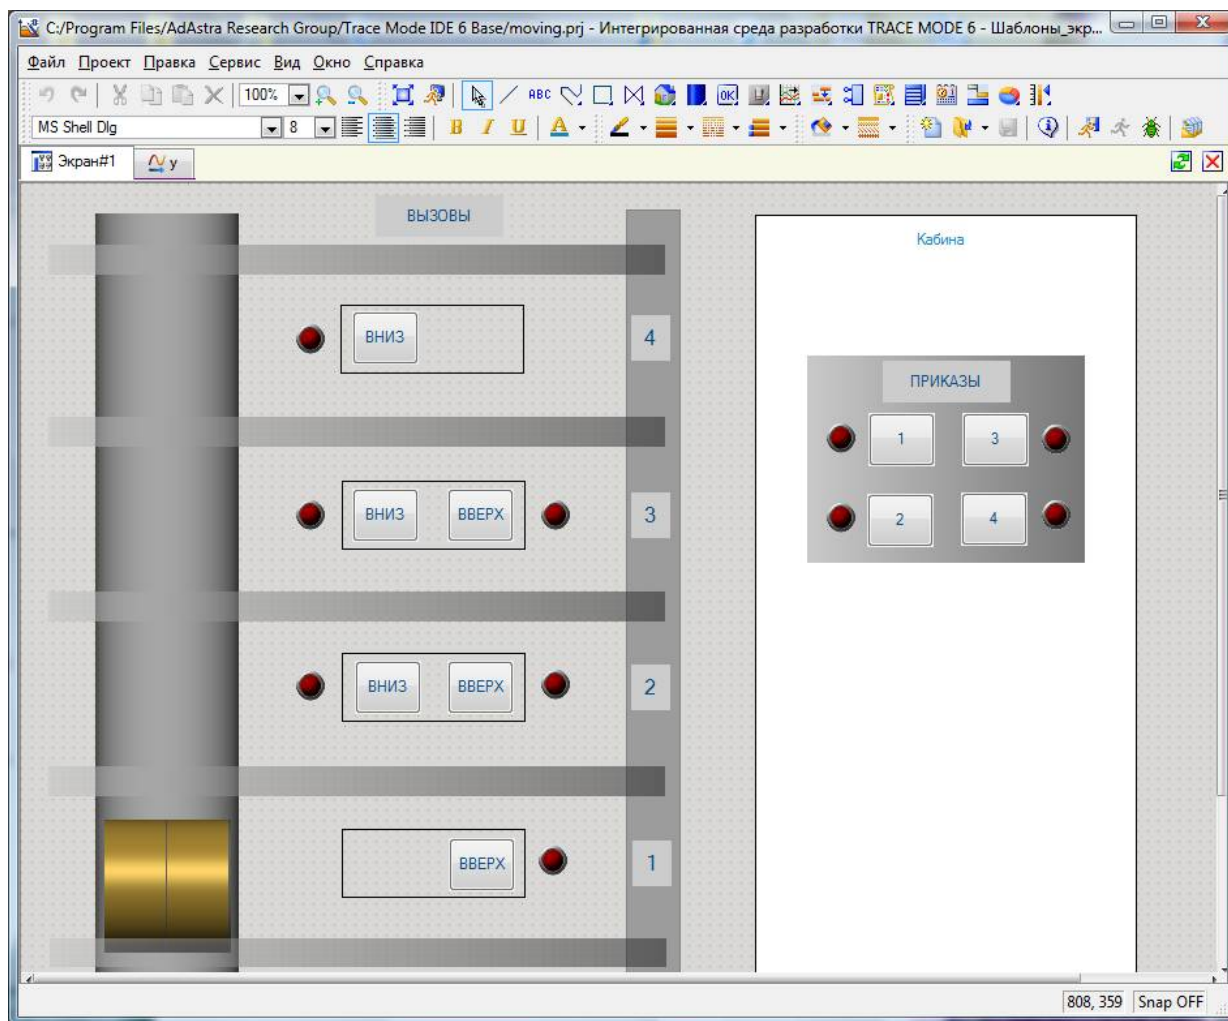 C:/Program Files/AdAstra Research Group/Trace Mode IDE 6 Base/moving.prj - Интегрированная среда разработки TRACE MODE 6 - Шаблоны_экр...
Файл Проект Правка Сервис Вид Окно Справка
100% ABC OK
MS Shell Dlg 8 B I U A
Экран#1 y
ВЫЗОВЫ
Кабина
ВНИЗ 4
ПРИКАЗЫ
1 3
2 4
ВНИЗ ВВЕРХ 3
ВНИЗ ВВЕРХ 2
ВВЕРХ 1
808, 359 Snap OFF